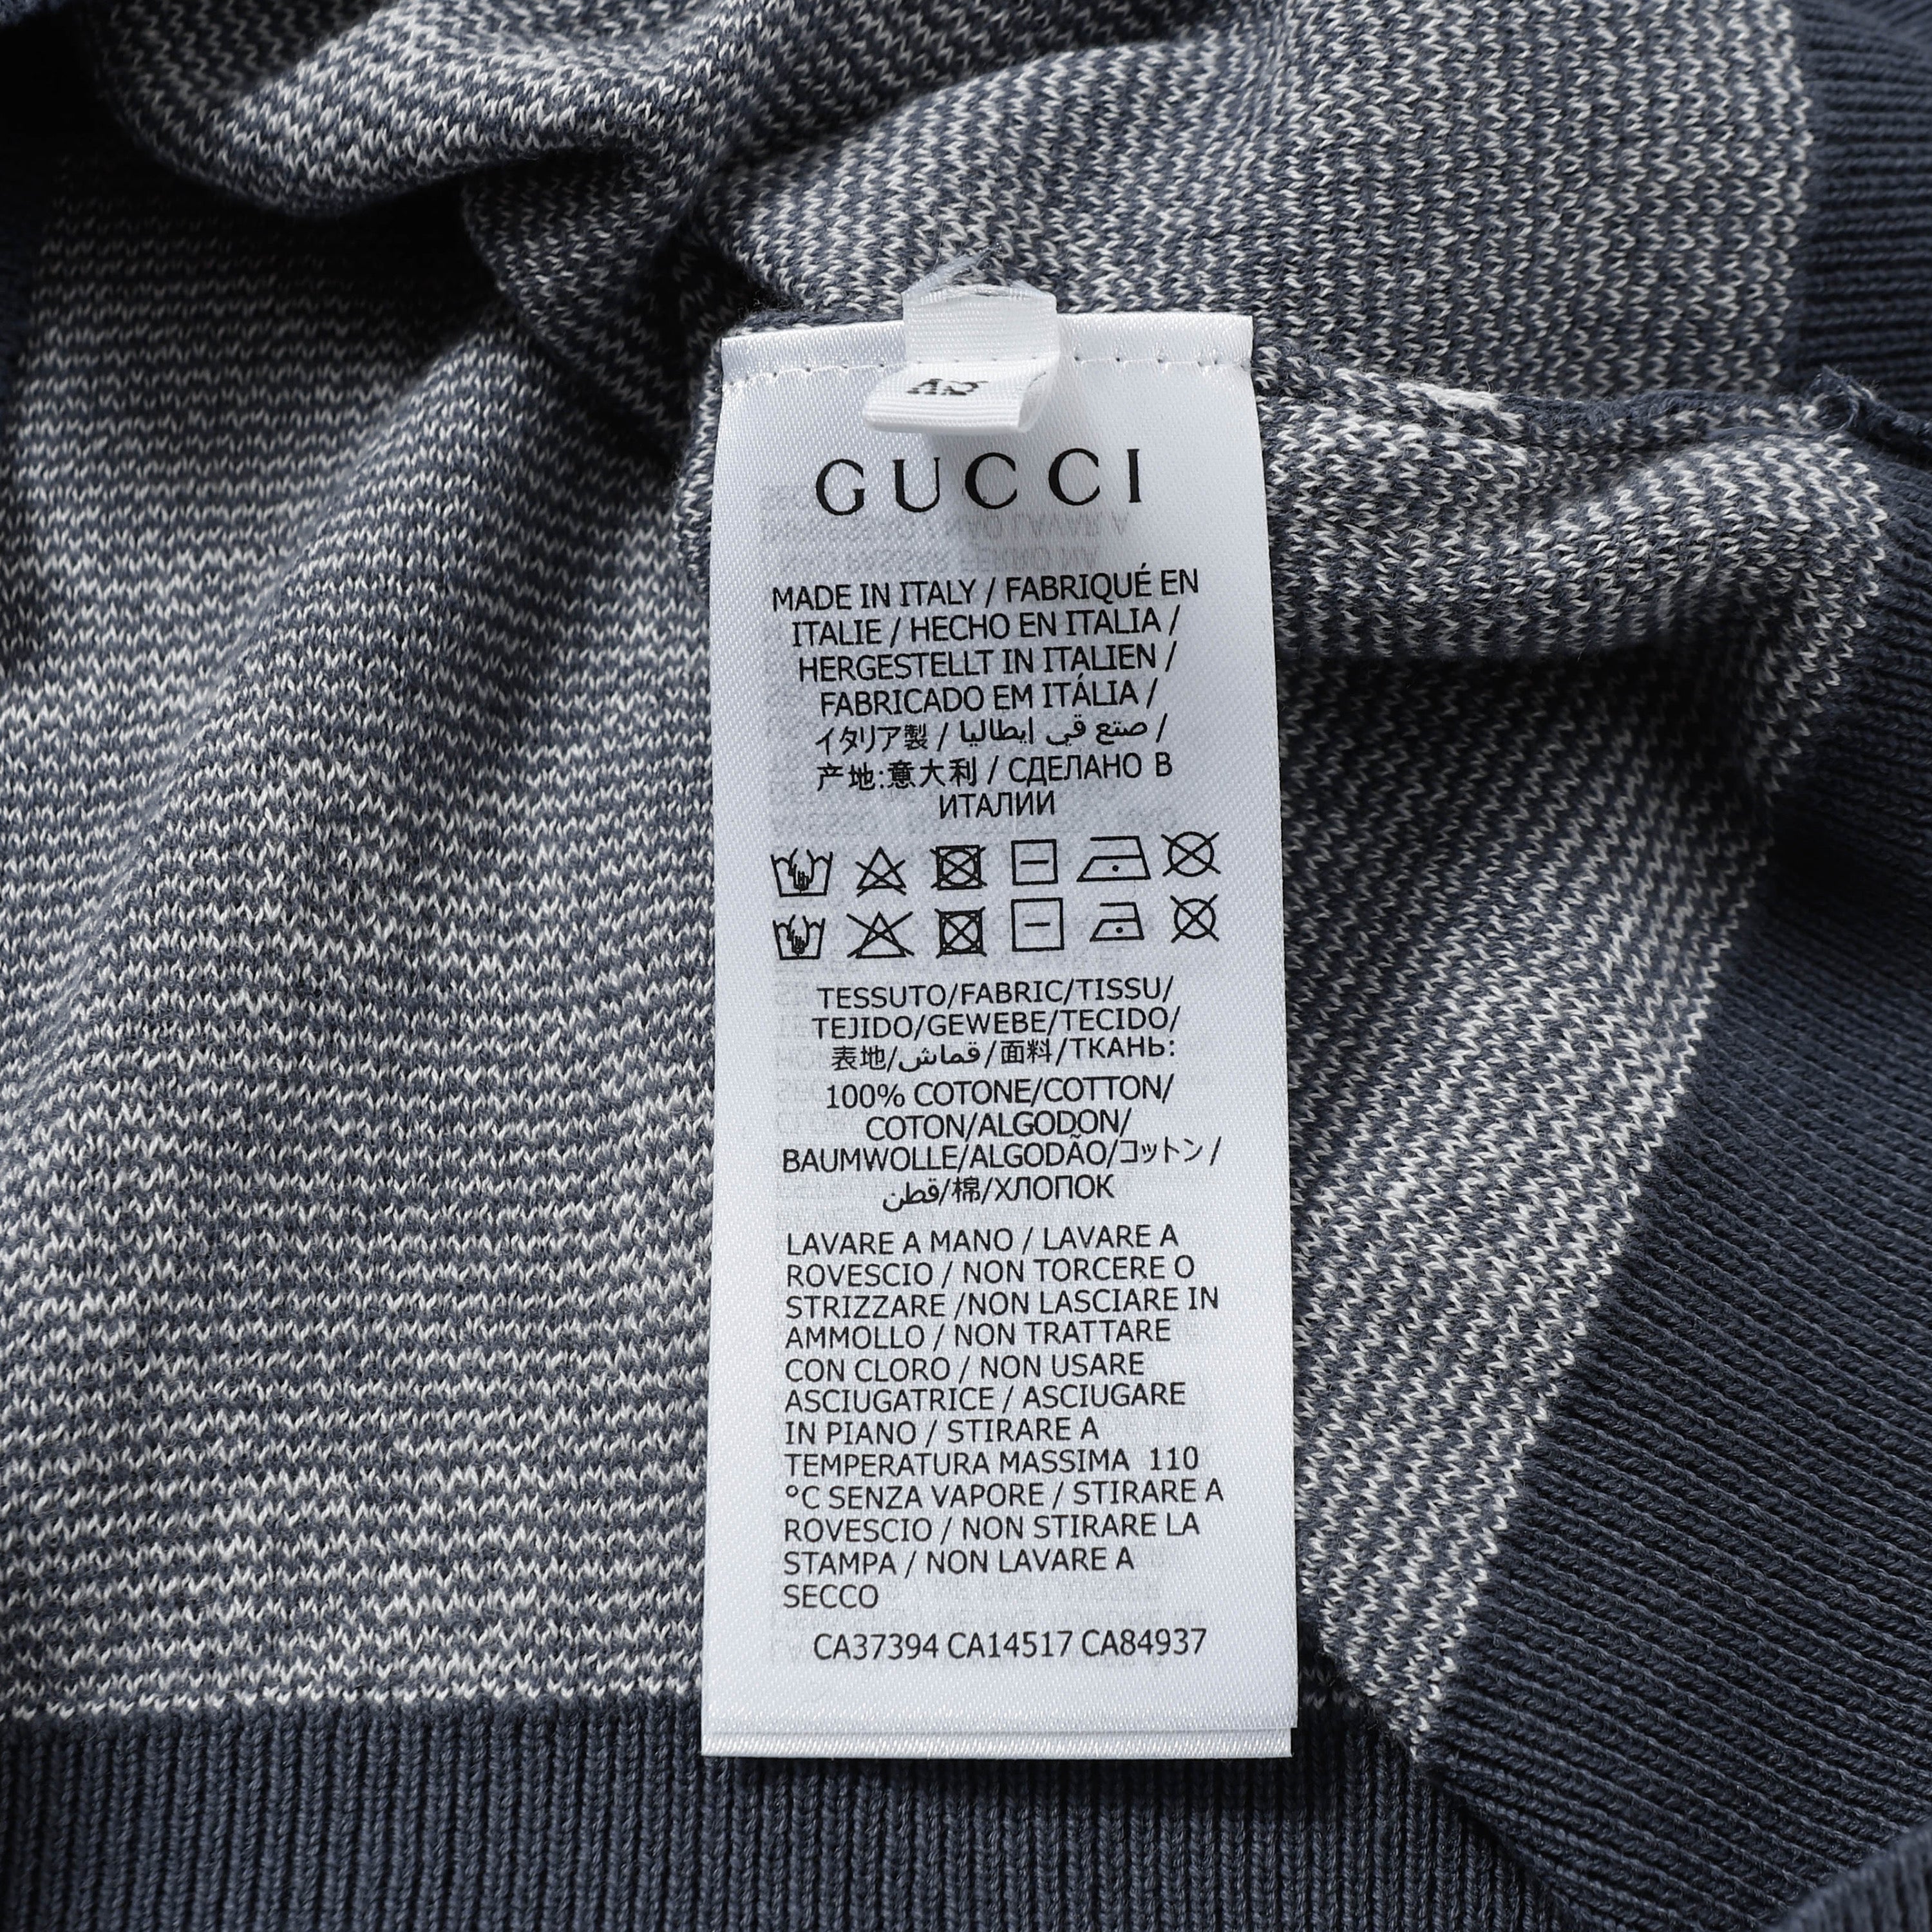 GUCCI
MADE IN ITALY / FABRIQUÉ EN
ITALIE / HECHO EN ITALIA /
HERGESTELLT IN ITALIEN /
FABRICADO EM ITÁLIA /
イタリア製 / صنع في إيطاليا /
产地:意大利 / СДЕЛАНО В
ИТАЛИИ
TESSUTO/FABRIC/TISSU/
TEJIDO/GEWEBE/TECIDO/
表地/قماش/面料/ТКАНЬ:
100% COTONE/COTTON/
COTON/ALGODON/
BAUMWOLLE/ALGODÃO/コットン/
قطن/棉/ХЛОПОК
LAVARE A MANO / LAVARE A
ROVESCIO / NON TORCERE O
STRIZZARE /NON LASCIARE IN
AMMOLLO / NON TRATTARE
CON CLORO / NON USARE
ASCIUGATRICE / ASCIUGARE
IN PIANO / STIRARE A
TEMPERATURA MASSIMA 110
°C SENZA VAPORE / STIRARE A
ROVESCIO / NON STIRARE LA
STAMPA / NON LAVARE A
SECCO
CA37394 CA14517 CA84937